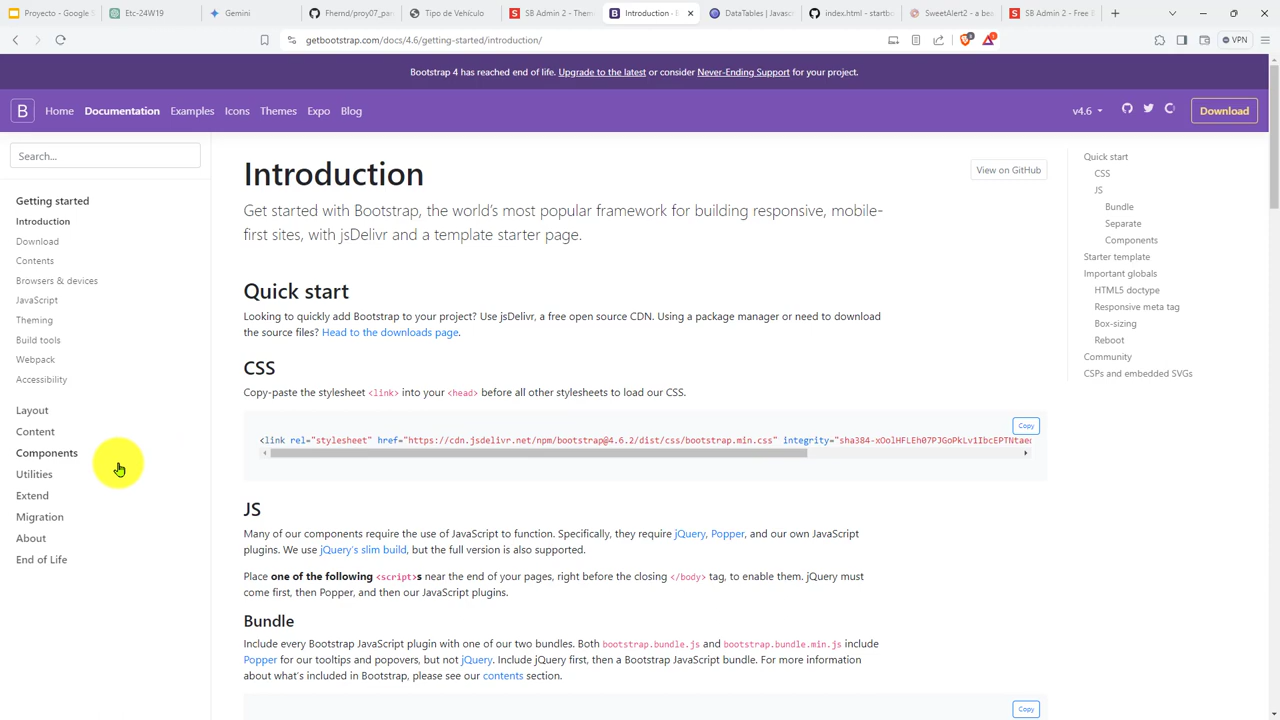 Proyecto - Google S
Etc-24W19
Gemini
Fhernd/proy07_pan
Tipo de Vehículo
SB Admin 2 - Them
Introduction - B
DataTables | Javasc
index.html - startbo
SweetAlert2 - a bea
SB Admin 2 - Free B
getbootstrap.com/docs/4.6/getting-started/introduction/
VPN
Bootstrap 4 has reached end of life. Upgrade to the latest or consider Never-Ending Support for your project.
B
Home
Documentation
Examples
Icons
Themes
Expo
Blog
v4.6
Download
Search...
Getting started
Introduction
Download
Contents
Browsers & devices
JavaScript
Theming
Build tools
Webpack
Accessibility
Layout
Content
Components
Utilities
Extend
Migration
About
End of Life
Introduction
View on GitHub
Get started with Bootstrap, the world's most popular framework for building responsive, mobile-
first sites, with jsDelivr and a template starter page.
Quick start
Looking to quickly add Bootstrap to your project? Use jsDelivr, a free open source CDN. Using a package manager or need to download
the source files? Head to the downloads page.
CSS
Copy-paste the stylesheet <link> into your <head> before all other stylesheets to load our CSS.
Copy
<link rel="stylesheet" href="https://cdn.jsdelivr.net/npm/bootstrap@4.6.2/dist/css/bootstrap.min.css" integrity="sha384-xOolHFLEh07PJGoPkLv1IbcEPTNtaed
JS
Many of our components require the use of JavaScript to function. Specifically, they require jQuery, Popper, and our own JavaScript
plugins. We use jQuery's slim build, but the full version is also supported.
Place one of the following <script>s near the end of your pages, right before the closing </body> tag, to enable them. jQuery must
come first, then Popper, and then our JavaScript plugins.
Bundle
Include every Bootstrap JavaScript plugin with one of our two bundles. Both bootstrap.bundle.js and bootstrap.bundle.min.js include
Popper for our tooltips and popovers, but not jQuery. Include jQuery first, then a Bootstrap JavaScript bundle. For more information
about what's included in Bootstrap, please see our contents section.
Copy
Quick start
CSS
JS
Bundle
Separate
Components
Starter template
Important globals
HTML5 doctype
Responsive meta tag
Box-sizing
Reboot
Community
CSPs and embedded SVGs